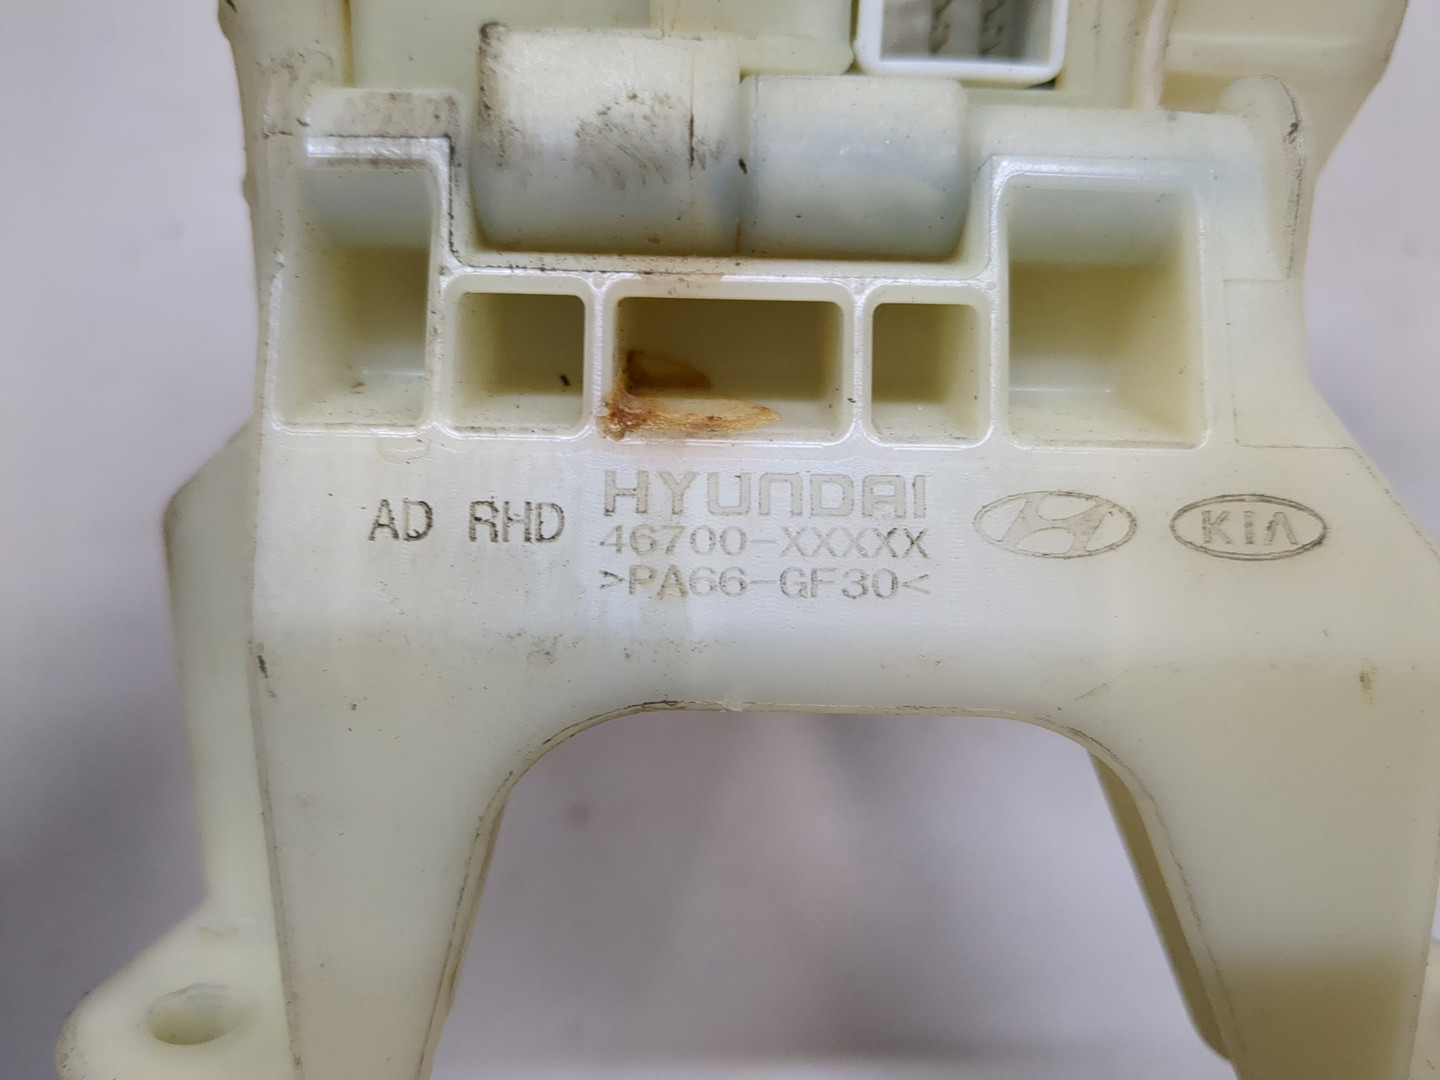 AD RHD
HYUNDAI
46700-XXXXX
>PA66-GF30<
KIA